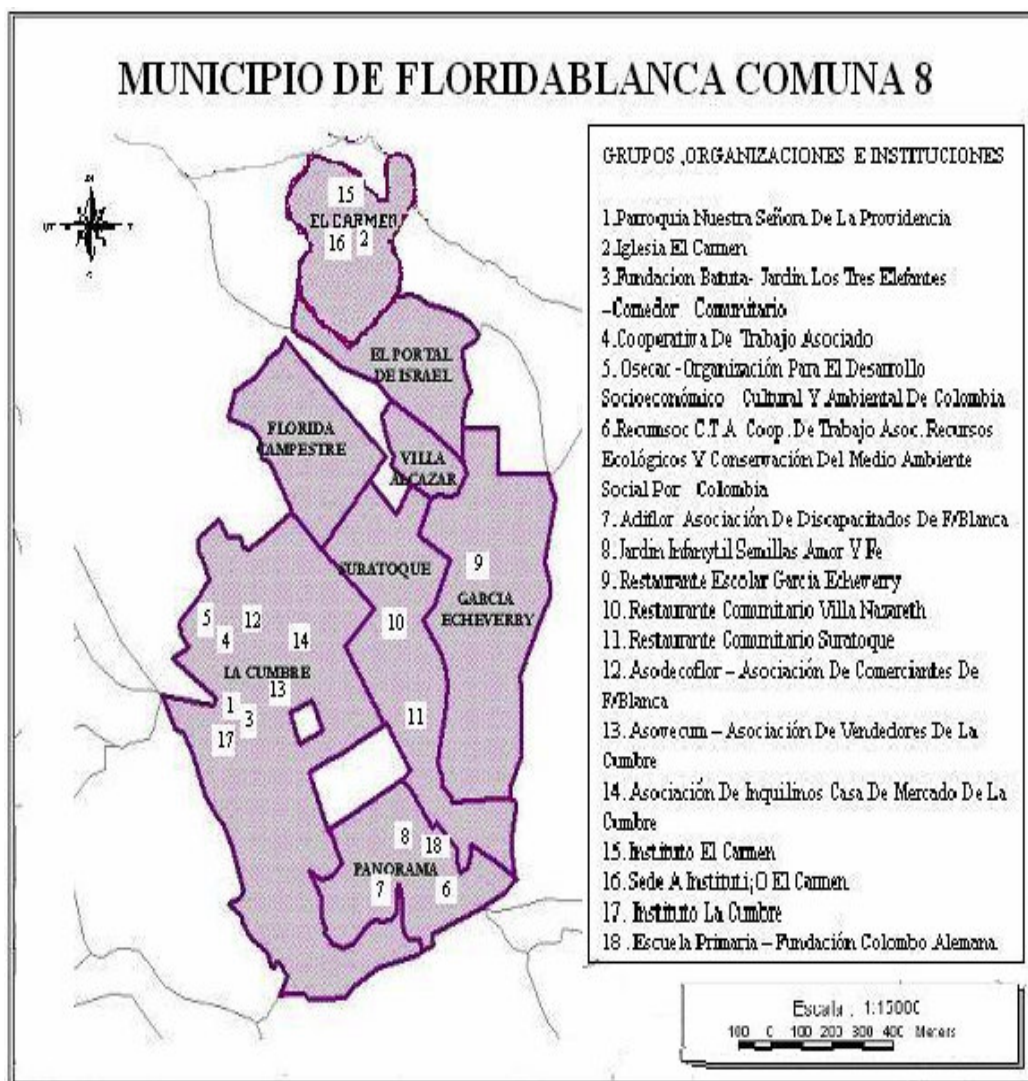 MUNICIPIO DE FLORIDABLANCA COMUNA 8
15
EL CARMEN
16 2
EL PORTAL
DE ISRAEL
FLORIDA
CAMPESTRE
VILLA
ALCAZAR
SURATOQUE
9
GARCIA
ECHEVERRY
10
5
4
12
14
LA CUMBRE
13
1
3
17
11
8
18
PANORAMA
7
6
GRUPOS ,ORGANIZACIONES E INSTITUCIONES
1.Parroquia Nuestra Señora De La Providencia
2.Iglesia El Carmen
3.Fundacion Batuta- Jardin Los Tres Elefantes
-Comedor Comunitario
4.Cooperativa De Trabajo Asociado
5. Osecac -Organización Para El Desarrollo
Socioeconómico Cultural Y Ambiental De Colombia
6.Recumsoc C.T.A Coop. De Trabajo Asoc. Recursos
Ecológicos Y Conservación Del Medio Ambiente
Social Por Colombia
7. Adiflor Asociación De Discapacitados De F/Blanca
8.Jardin Infanytil Semillas Amor Y Fe
9.Restaurante Escolar Garcia Echeverry
10.Restaurante Comunitario Villa Nazareth
11.Restaurante Comunitario Suratoque
12.Asodecoflor – Asociación De Comerciantes De
F/Blanca
13. Asovecum – Asociación De Vendedores De La
Cumbre
14.Asociación De Inquilinos Casa De Mercado De La
Cumbre
15.Instituto El Carmen
16.Sede A Instituti;O El Carmen
17. Instituto La Cumbre
18 .Escuela Primaria – Fundación Colombo Alemana
Escala : 1:15000
100 0 100 200 300 400 Meters